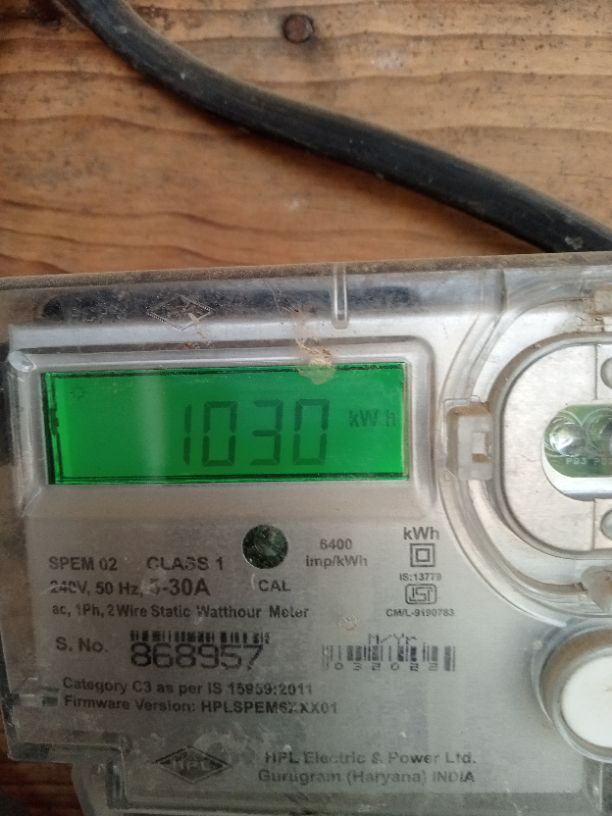 1030 kWh
SPEM 02 CLASS 1
6400
imp/kWh
kWh
240V, 50 Hz, 5-30A
CAL
IS:13779
ac, 1Ph, 2 Wire Static Watthour Meter
CM/L-9190783
S. No. 868957
M/Yr
032022
Category C3 as per IS 15959:2011
Firmware Version:
HPL Electric & Power Ltd.
Gurugram (Haryana) INDIA